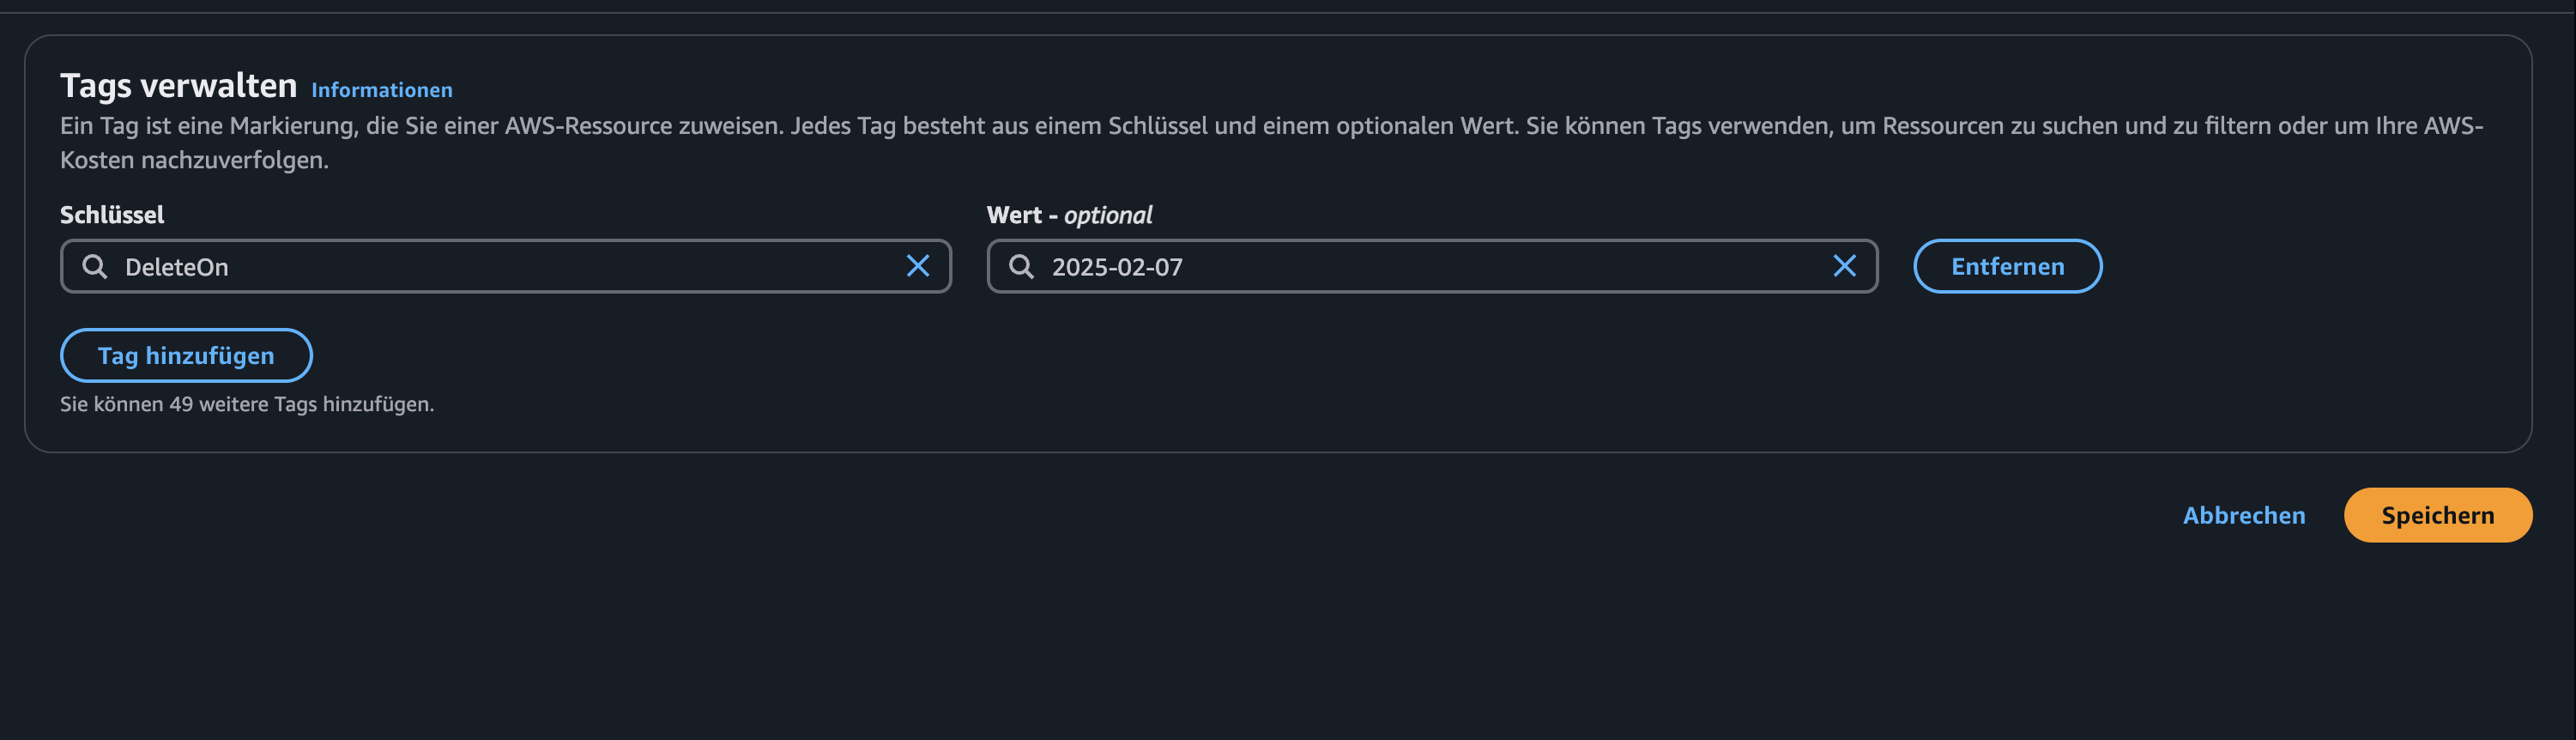 Tags verwalten Informationen
Ein Tag ist eine Markierung, die Sie einer AWS-Ressource zuweisen. Jedes Tag besteht aus einem Schlüssel und einem optionalen Wert. Sie können Tags verwenden, um Ressourcen zu suchen und zu filtern oder um Ihre AWS-
Kosten nachzuverfolgen.
Schlüssel
Wert - optional
DeleteOn
2025-02-07
Entfernen
Tag hinzufügen
Sie können 49 weitere Tags hinzufügen.
Abbrechen
Speichern